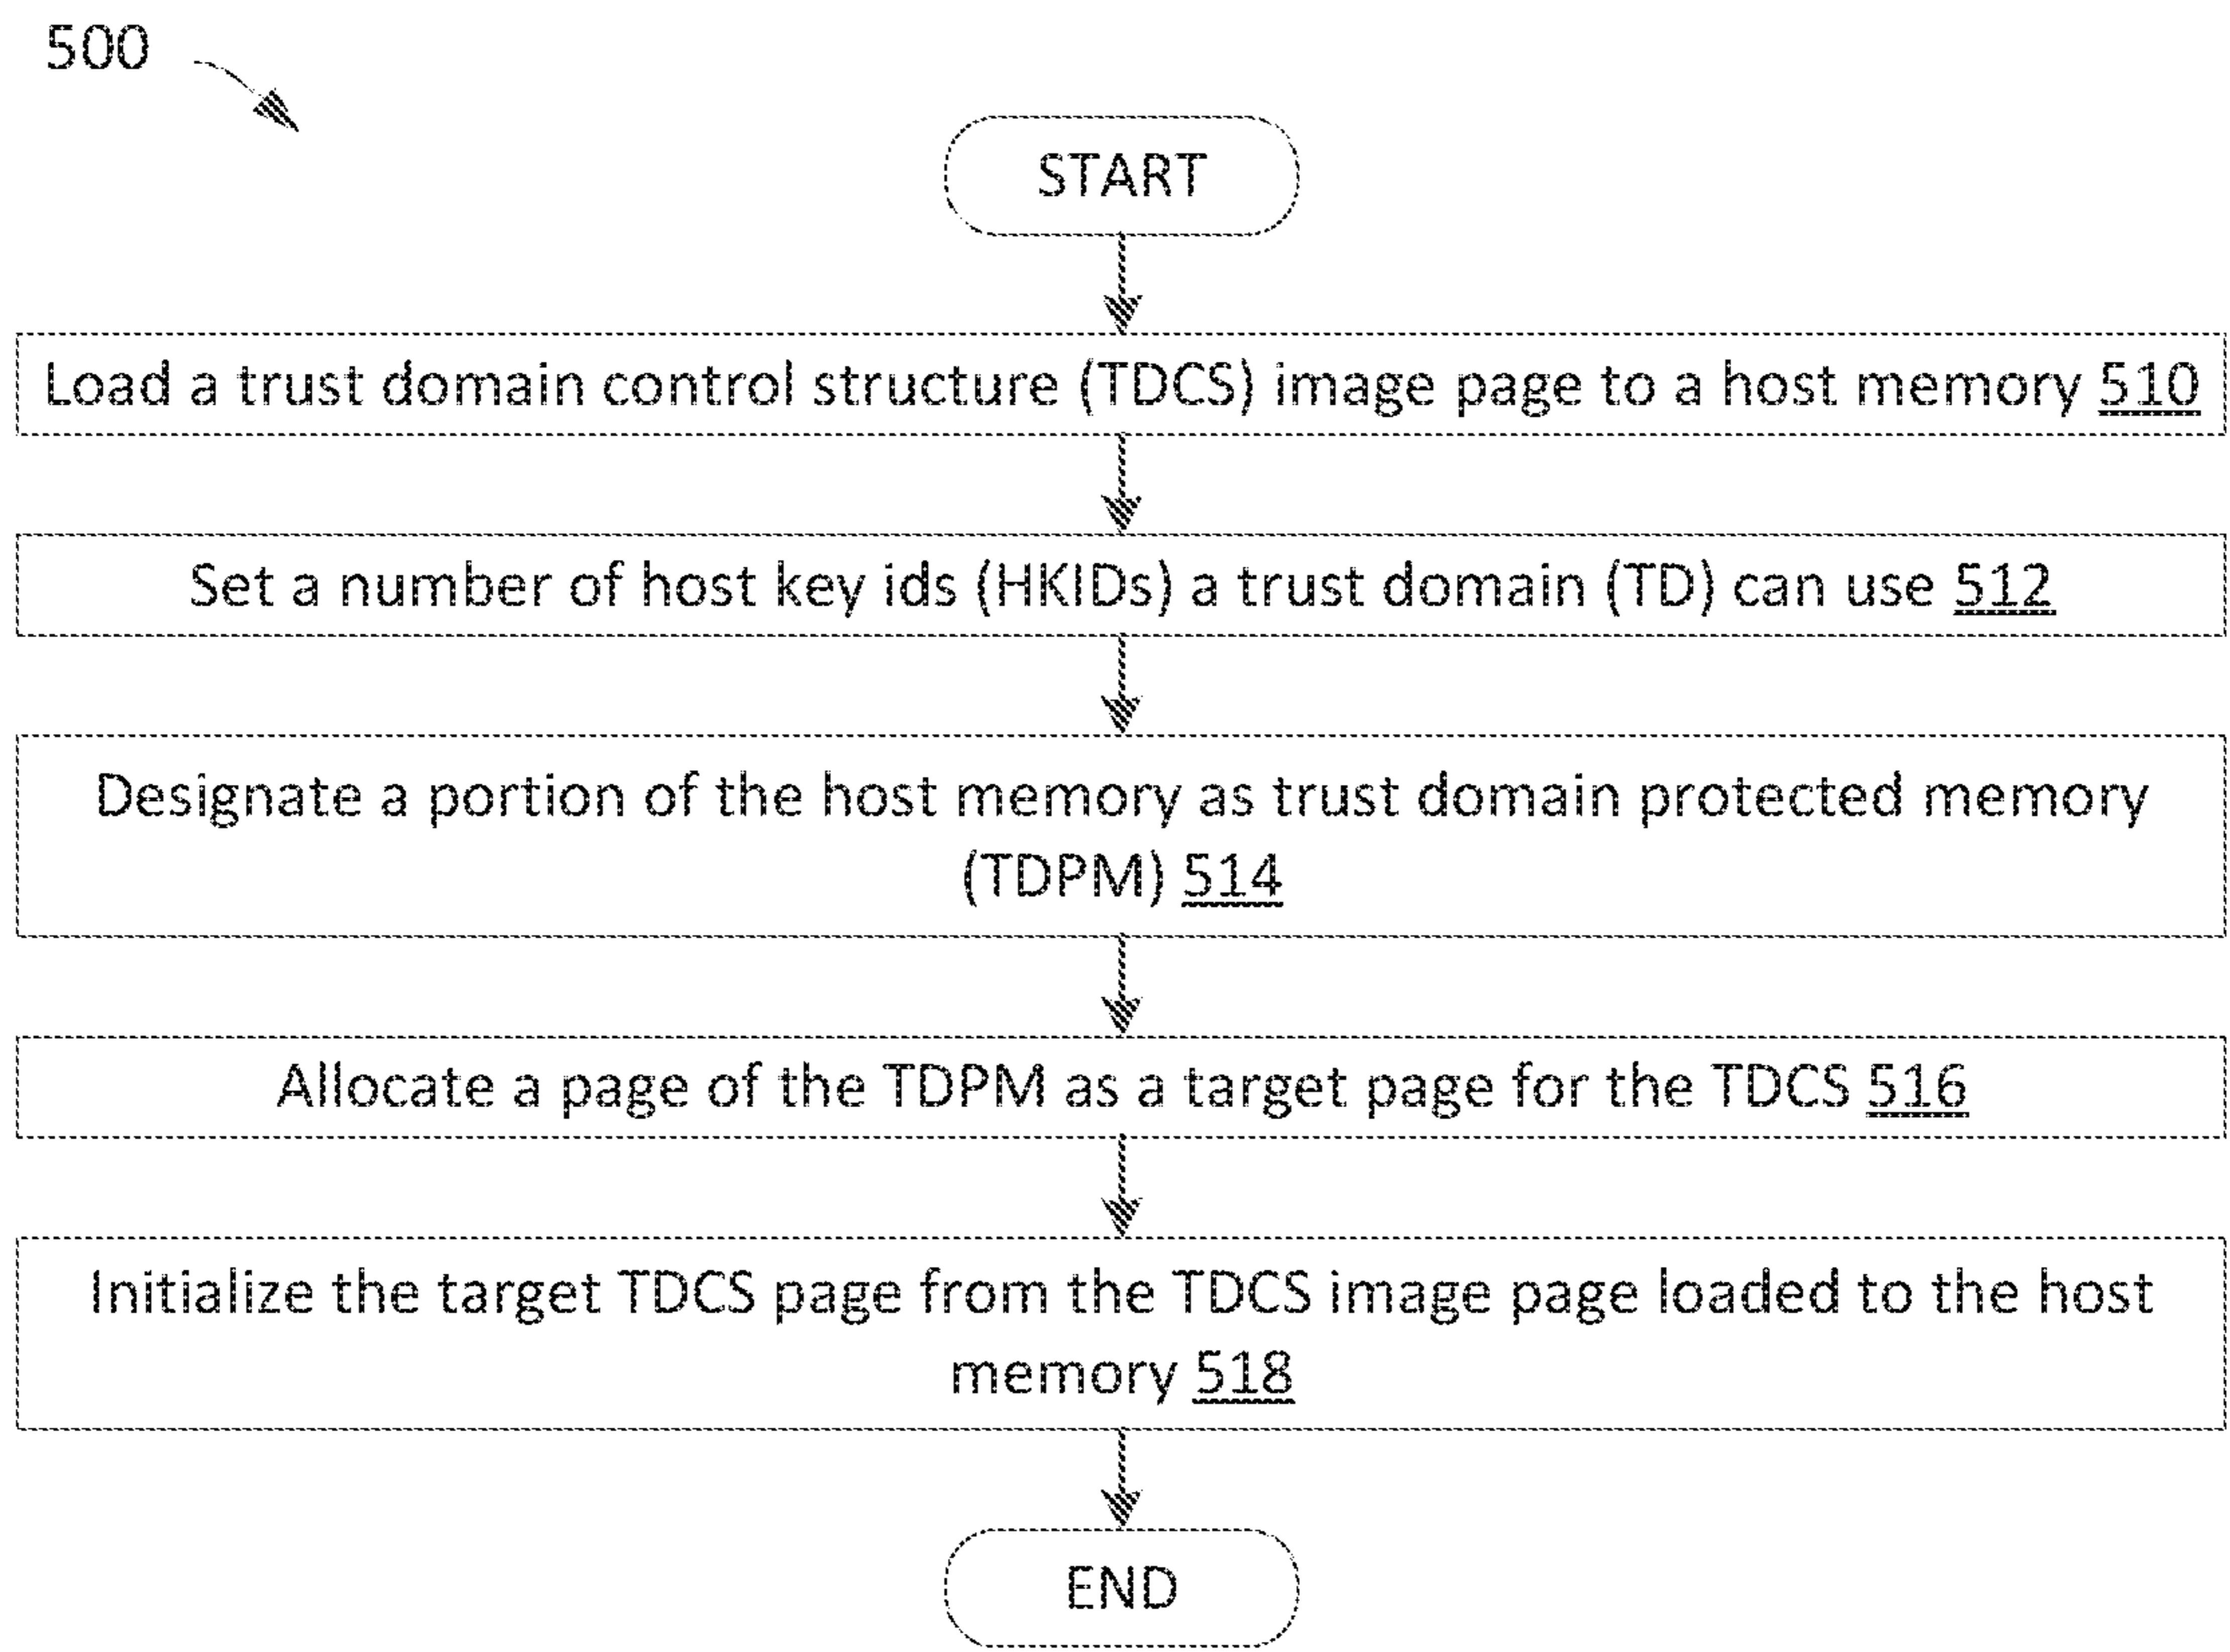 500
START
Load a trust domain control structure (TDCS) image page to a host memory 510
Set a number of host key ids (HKIDs) a trust domain (TD) can use 512
Designate a portion of the host memory as trust domain protected memory
(TDPM) 514
Allocate a page of the TDPM as a target page for the TDCS 516
Initialize the target TDCS page from the TDCS image page loaded to the host
memory 518
END